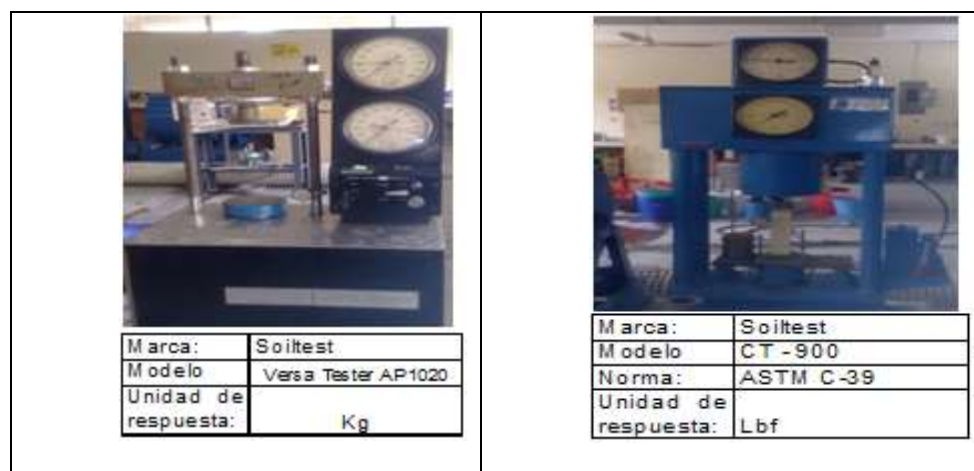 Marca: Soiltest
Modelo Versa Tester AP1020
Unidad de
respuesta: Kg
Marca: Soiltest
Modelo CT-900
Norma: ASTM C-39
Unidad de
respuesta: Lbf